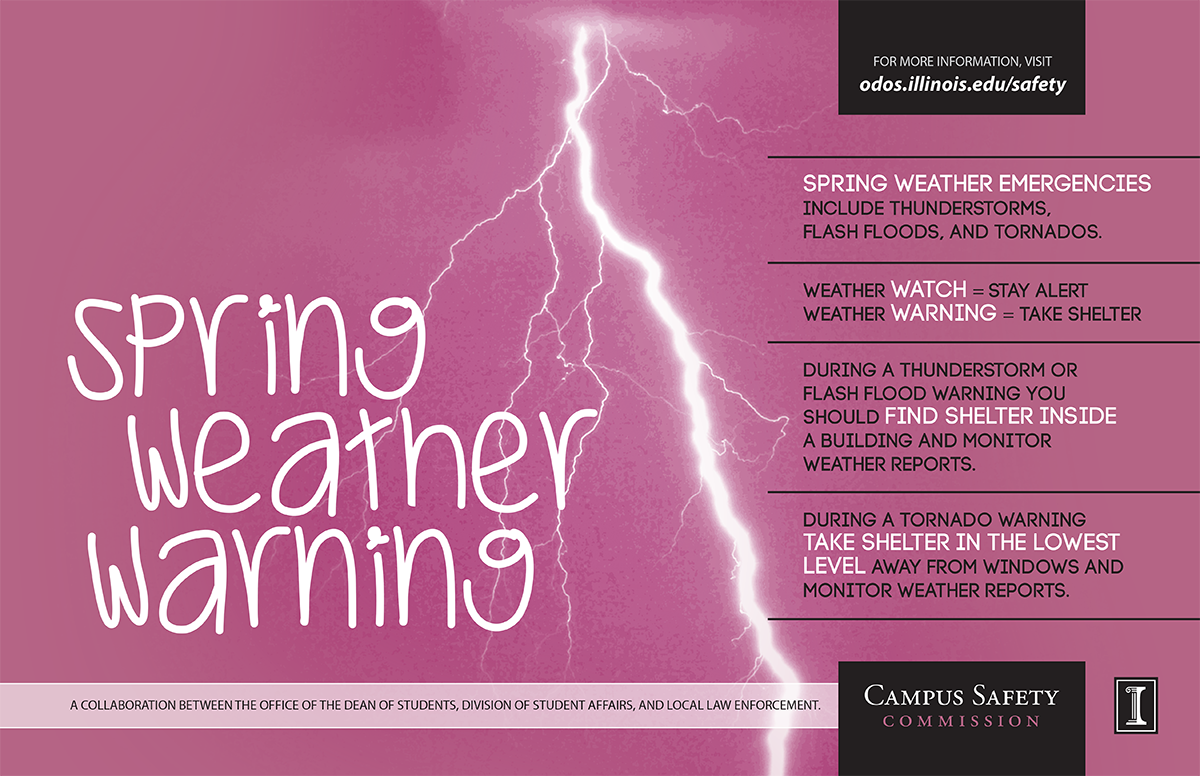 FOR MORE INFORMATION, VISIT
odos.illinois.edu/safety
SPRING WEATHER EMERGENCIES
INCLUDE THUNDERSTORMS,
FLASH FLOODS, AND TORNADOS.
WEATHER WATCH = STAY ALERT
WEATHER WARNING = TAKE SHELTER
DURING A THUNDERSTORM OR
FLASH FLOOD WARNING YOU
SHOULD FIND SHELTER INSIDE
A BUILDING AND MONITOR
WEATHER REPORTS.
DURING A TORNADO WARNING
TAKE SHELTER IN THE LOWEST
LEVEL AWAY FROM WINDOWS AND
MONITOR WEATHER REPORTS.
spring
weather
warning
A COLLABORATION BETWEEN THE OFFICE OF THE DEAN OF STUDENTS, DIVISION OF STUDENT AFFAIRS, AND LOCAL LAW ENFORCEMENT.
CAMPUS SAFETY
COMMISSION
I